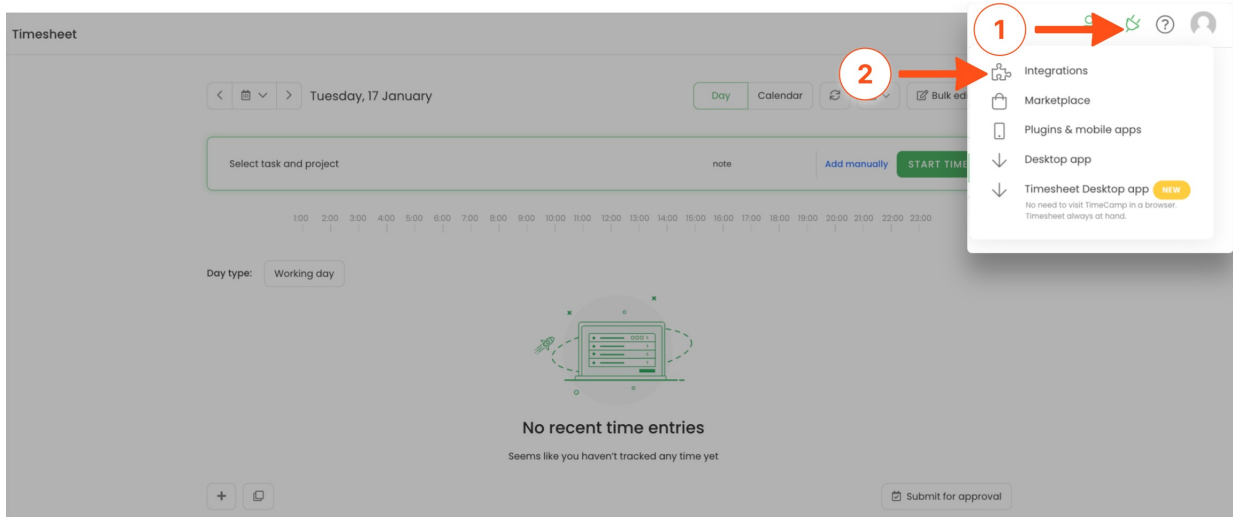 Timesheet
1
2
Tuesday, 17 January
Day
Calendar
Bulk edi
Integrations
Marketplace
Plugins & mobile apps
Desktop app
Timesheet Desktop app NEW
No need to visit TimeCamp in a browser.
Timesheet always at hand.
Select task and project
note
Add manually
START TIME
1:00 2:00 3:00 4:00 5:00 6:00 7:00 8:00 9:00 10:00 11:00 12:00 13:00 14:00 15:00 16:00 17:00 18:00 19:00 20:00 21:00 22:00 23:00
Day type:
Working day
No recent time entries
Seems like you haven't tracked any time yet
Submit for approval